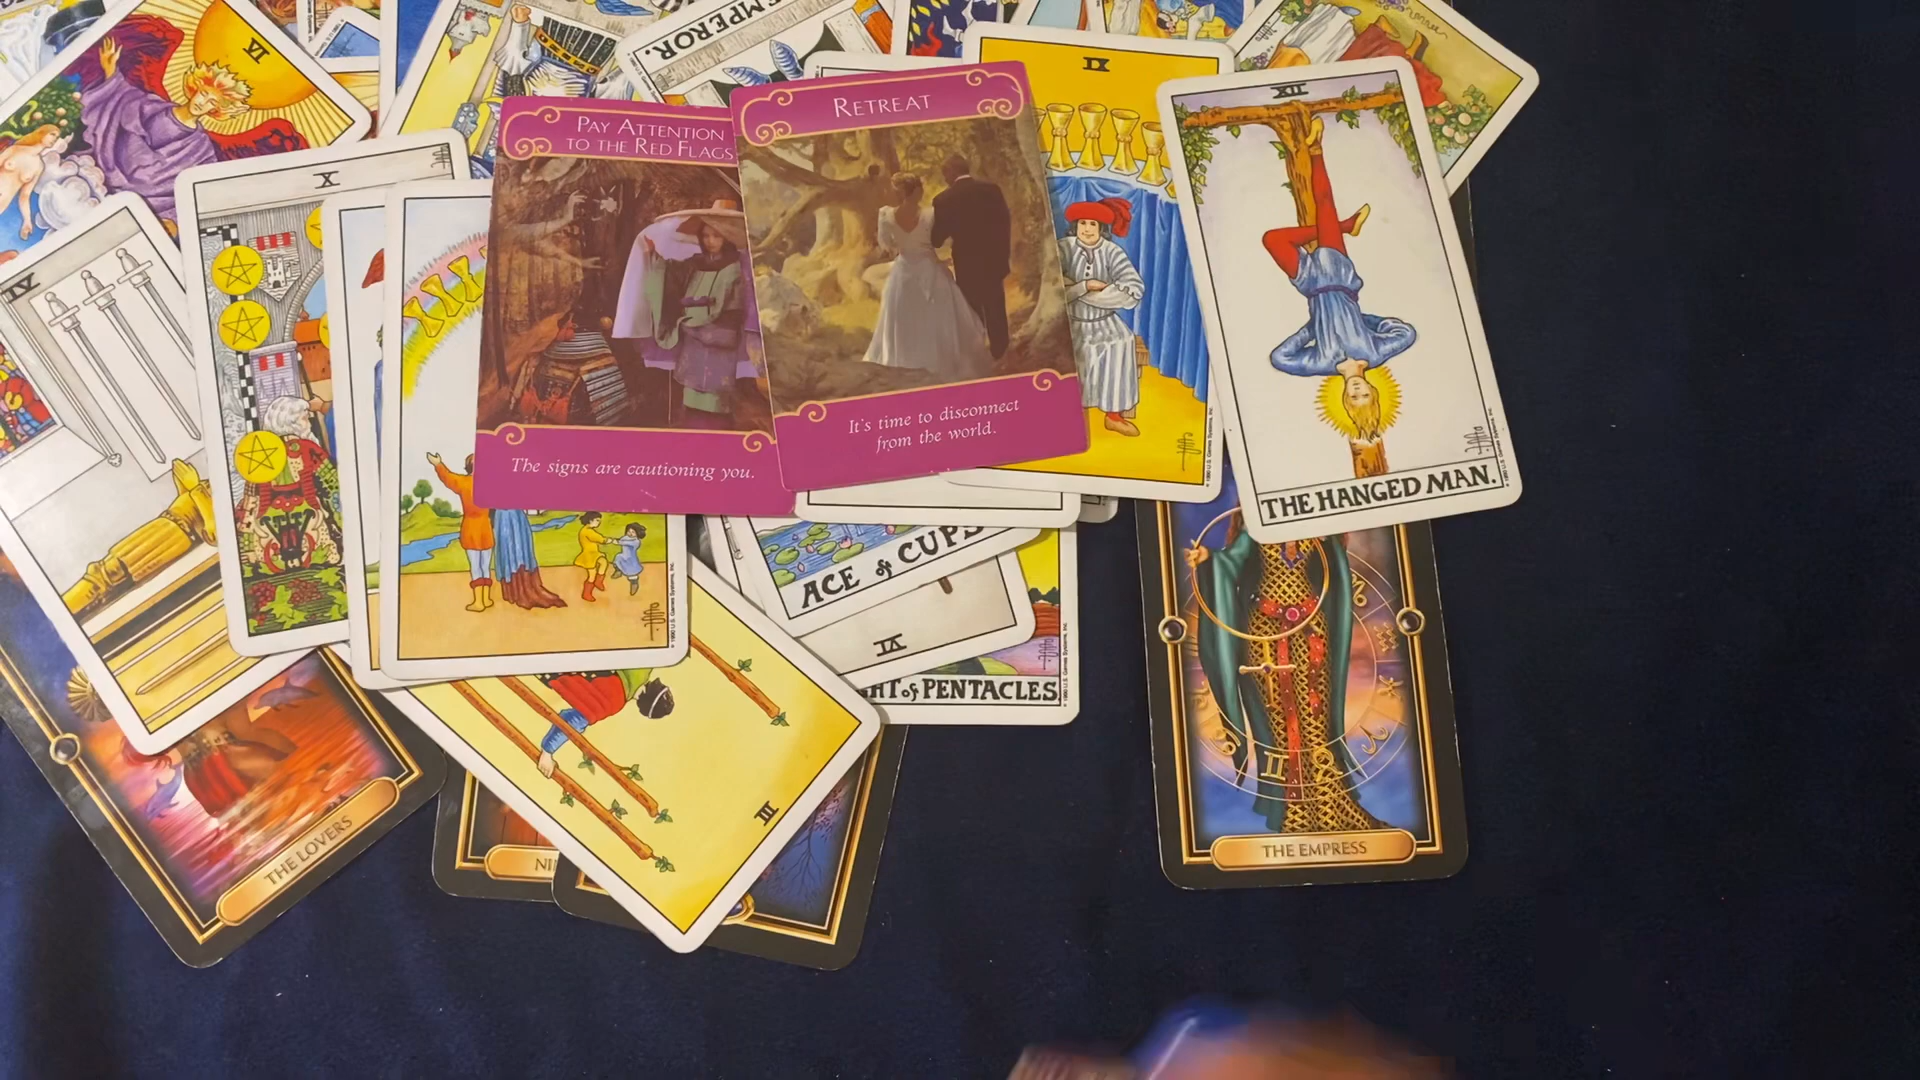 VI
EMPEROR.
IX
XII
PAY ATTENTION
TO THE RED FLAGS
RETREAT
X
IV
The signs are cautioning you.
It's time to disconnect
from the world.
THE HANGED MAN.
ACE of CUPS
VI
HT of PENTACLES.
III
THE LOVERS
NI
THE EMPRESS